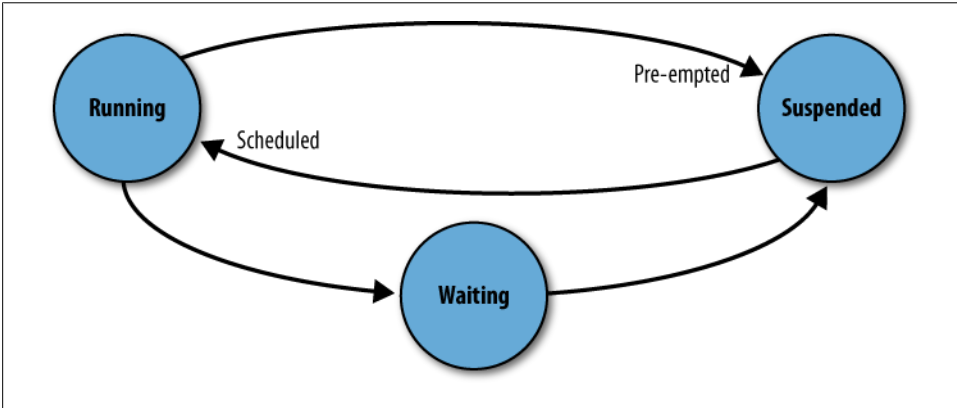 Pre-empted
Running
Suspended
Scheduled
Waiting